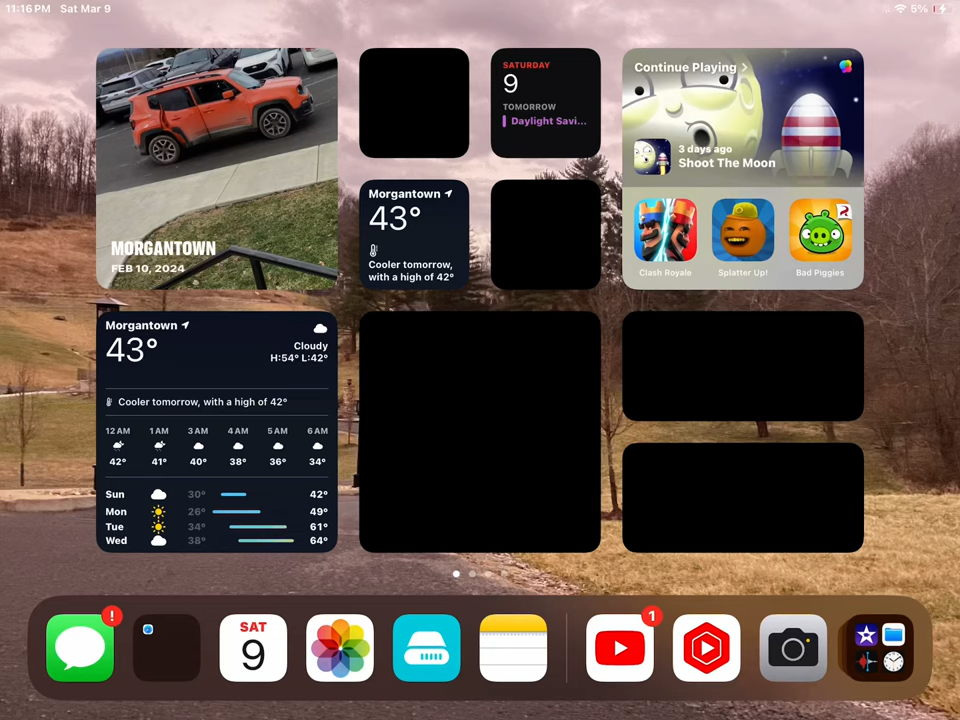 11:16 PM Sat Mar 9
5%
MORGANTOWN
FEB 10, 2024
SATURDAY
9
TOMORROW
Daylight Savi...
Morgantown
43°
Cooler tomorrow,
with a high of 42°
Continue Playing >
3 days ago
Shoot The Moon
Clash Royale
Splatter Up!
Bad Piggies
Morgantown
43°
Cloudy
H:54° L:42°
Cooler tomorrow, with a high of 42°
12 AM 1 AM 3 AM 4 AM 5 AM 6 AM
42° 41° 40° 38° 36° 34°
Sun 30° 42°
Mon 26° 49°
Tue 34° 61°
Wed 38° 64°
!
SAT
9
1